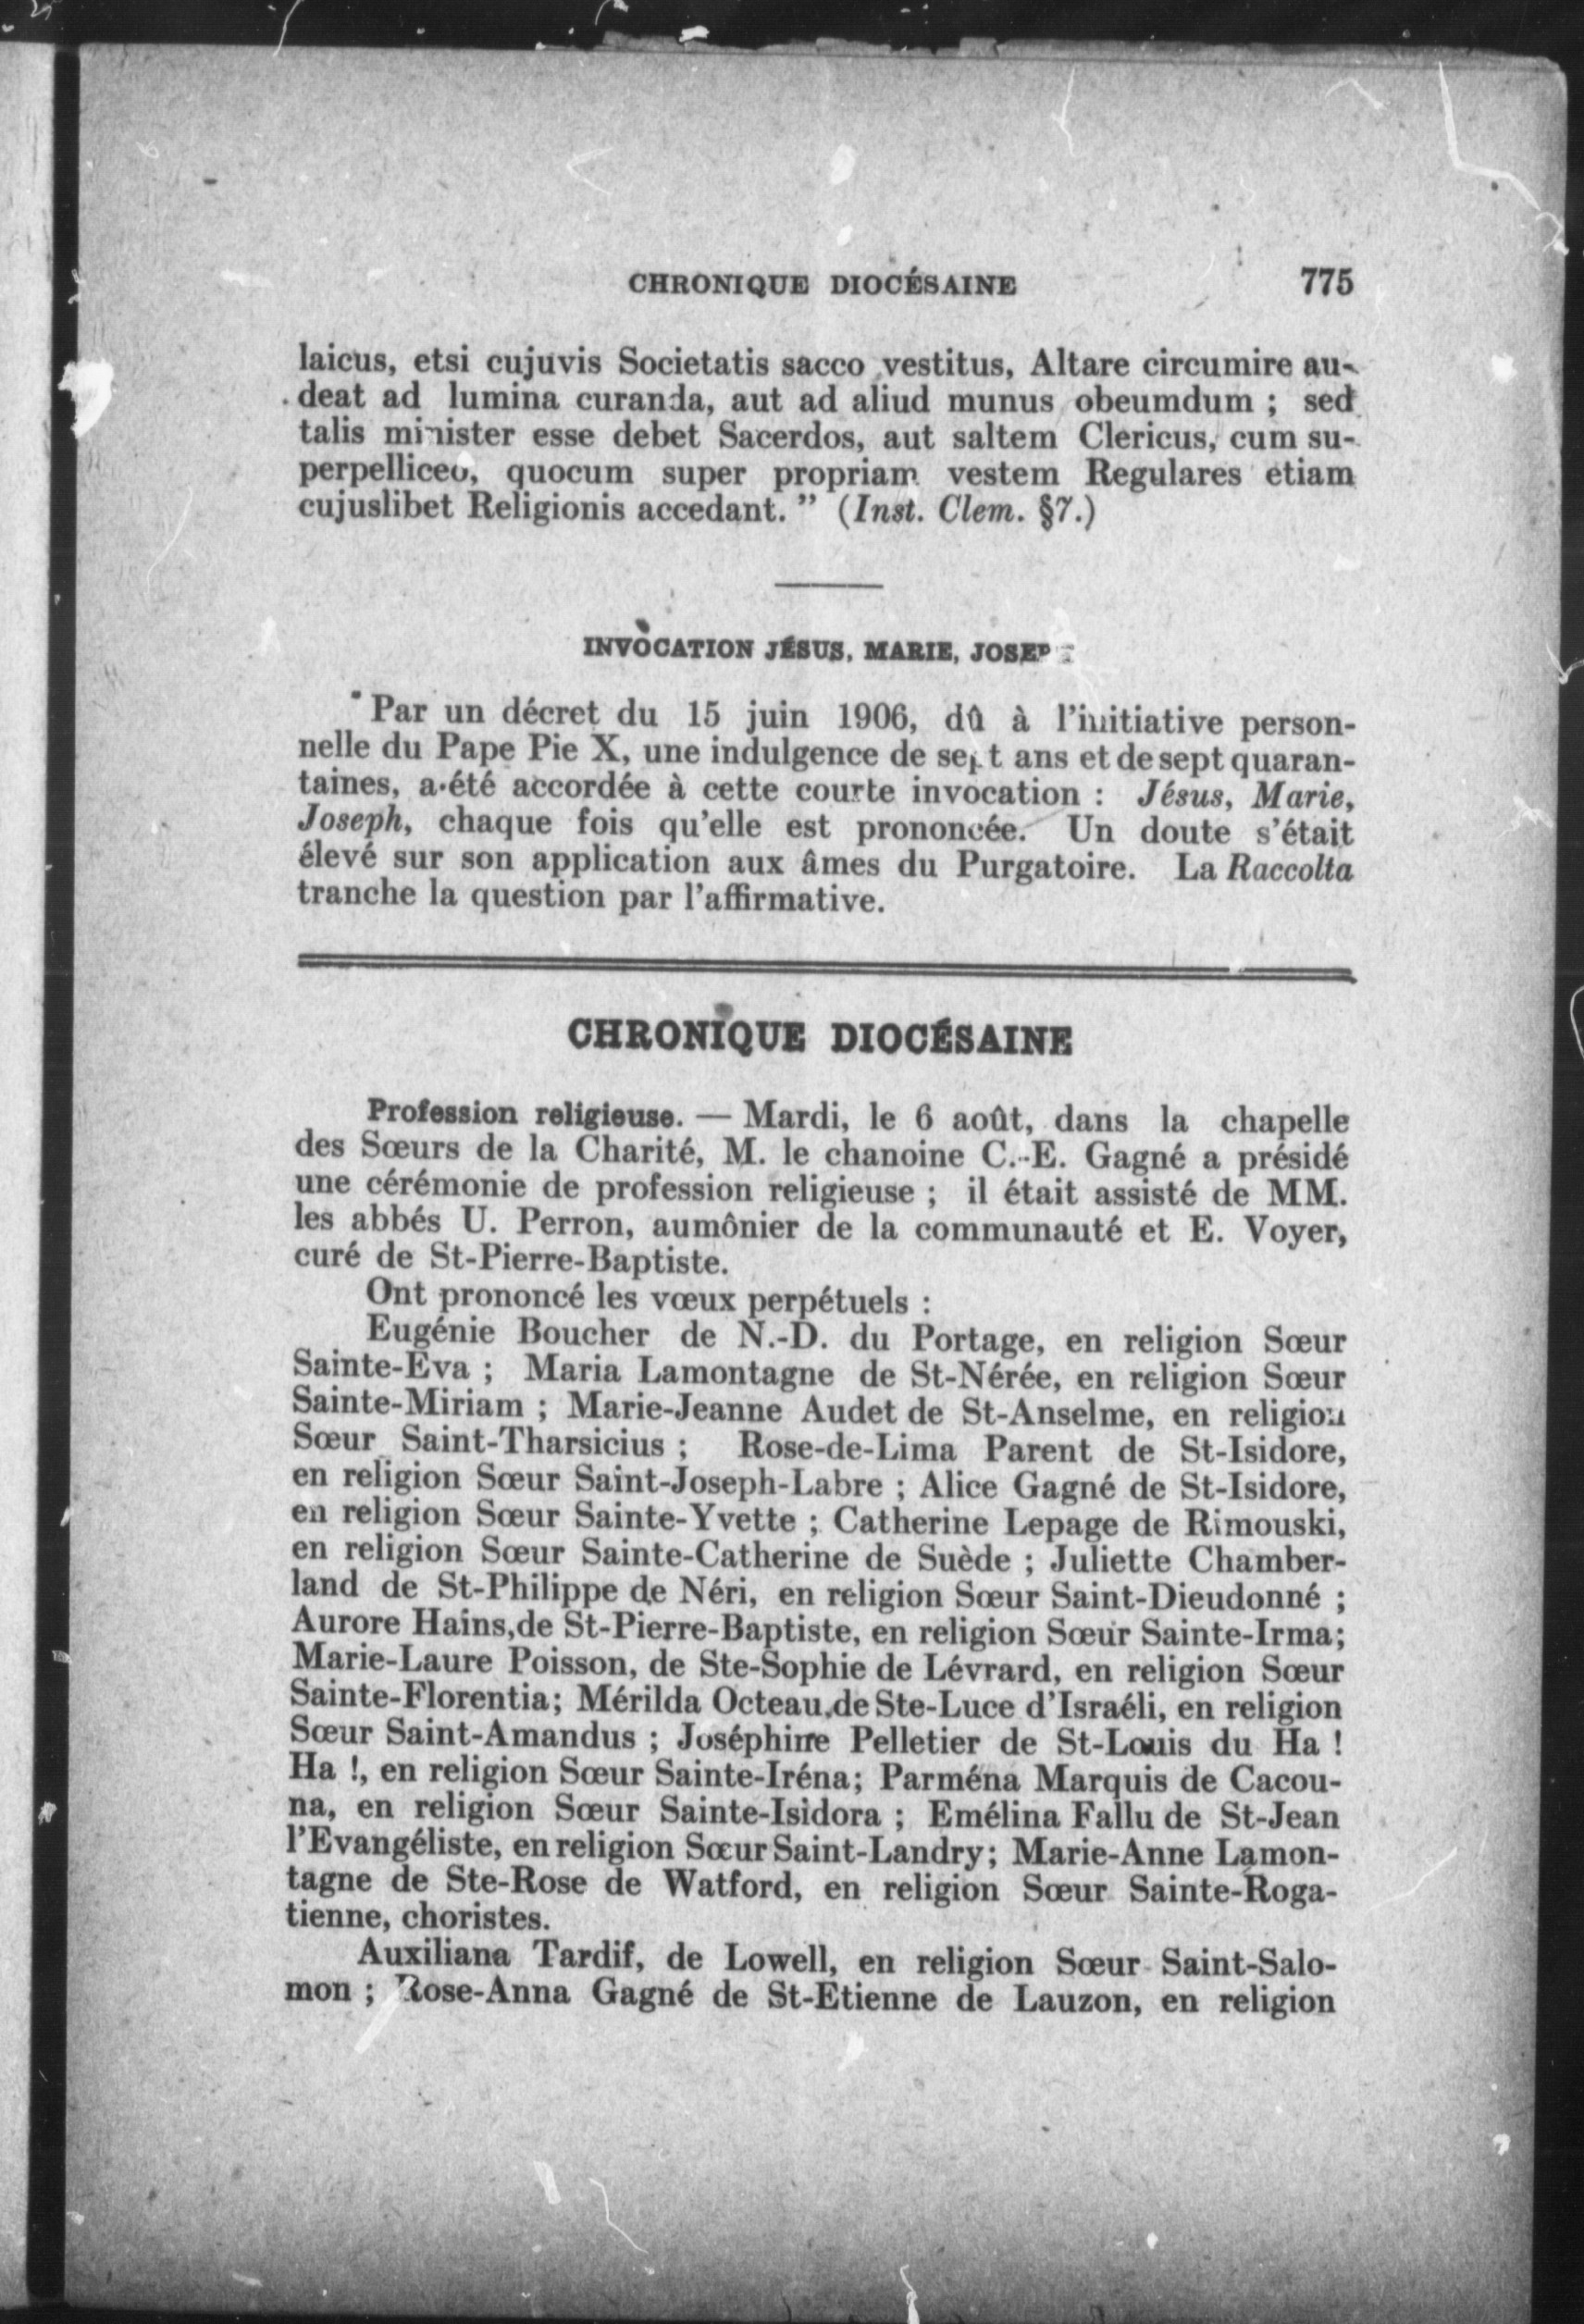 CHRONIQUE DIOCÉSAINE 775
laicus, etsi cujuvis Societatis sacco vestitus, Altare circumire au-
deat ad lumina curanda, aut ad aliud munus obeumdum ; sed
talis minister esse debet Sacerdos, aut saltem Clericus, cum su-
perpelliceo, quocum super propriam vestem Regulares etiam
cujuslibet Religionis accedant. " (Inst. Clem. §7.)
INVOCATION JÉSUS, MARIE, JOSEPH
Par un décret du 15 juin 1906, dû à l'initiative person-
nelle du Pape Pie X, une indulgence de sept ans et de sept quaran-
taines, a été accordée à cette courte invocation : Jésus, Marie,
Joseph, chaque fois qu'elle est prononcée. Un doute s'était
élevé sur son application aux âmes du Purgatoire. La Raccolta
tranche la question par l'affirmative.
CHRONIQUE DIOCÉSAINE
Profession religieuse. — Mardi, le 6 août, dans la chapelle
des Sœurs de la Charité, M. le chanoine C.-E. Gagné a présidé
une cérémonie de profession religieuse ; il était assisté de MM.
les abbés U. Perron, aumônier de la communauté et E. Voyer,
curé de St-Pierre-Baptiste.
Ont prononcé les vœux perpétuels :
Eugénie Boucher de N.-D. du Portage, en religion Sœur
Sainte-Eva ; Maria Lamontagne de St-Nérée, en religion Sœur
Sainte-Miriam ; Marie-Jeanne Audet de St-Anselme, en religion
Sœur Saint-Tharsicius ; Rose-de-Lima Parent de St-Isidore,
en religion Sœur Saint-Joseph-Labre ; Alice Gagné de St-Isidore,
en religion Sœur Sainte-Yvette ; Catherine Lepage de Rimouski,
en religion Sœur Sainte-Catherine de Suède ; Juliette Chamber-
land de St-Philippe de Néri, en religion Sœur Saint-Dieudonné ;
Aurore Hains, de St-Pierre-Baptiste, en religion Sœur Sainte-Irma;
Marie-Laure Poisson, de Ste-Sophie de Lévrard, en religion Sœur
Sainte-Florentia; Mérilda Octeau, de Ste-Luce d'Israéli, en religion
Sœur Saint-Amandus ; Joséphine Pelletier de St-Louis du Ha !
Ha !, en religion Sœur Sainte-Iréna; Parména Marquis de Cacou-
na, en religion Sœur Sainte-Isidora ; Emélina Fallu de St-Jean
l'Evangéliste, en religion Sœur Saint-Landry; Marie-Anne Lamon-
tagne de Ste-Rose de Watford, en religion Sœur Sainte-Roga-
tienne, choristes.
Auxiliana Tardif, de Lowell, en religion Sœur Saint-Salo-
mon ; Rose-Anna Gagné de St-Etienne de Lauzon, en religion